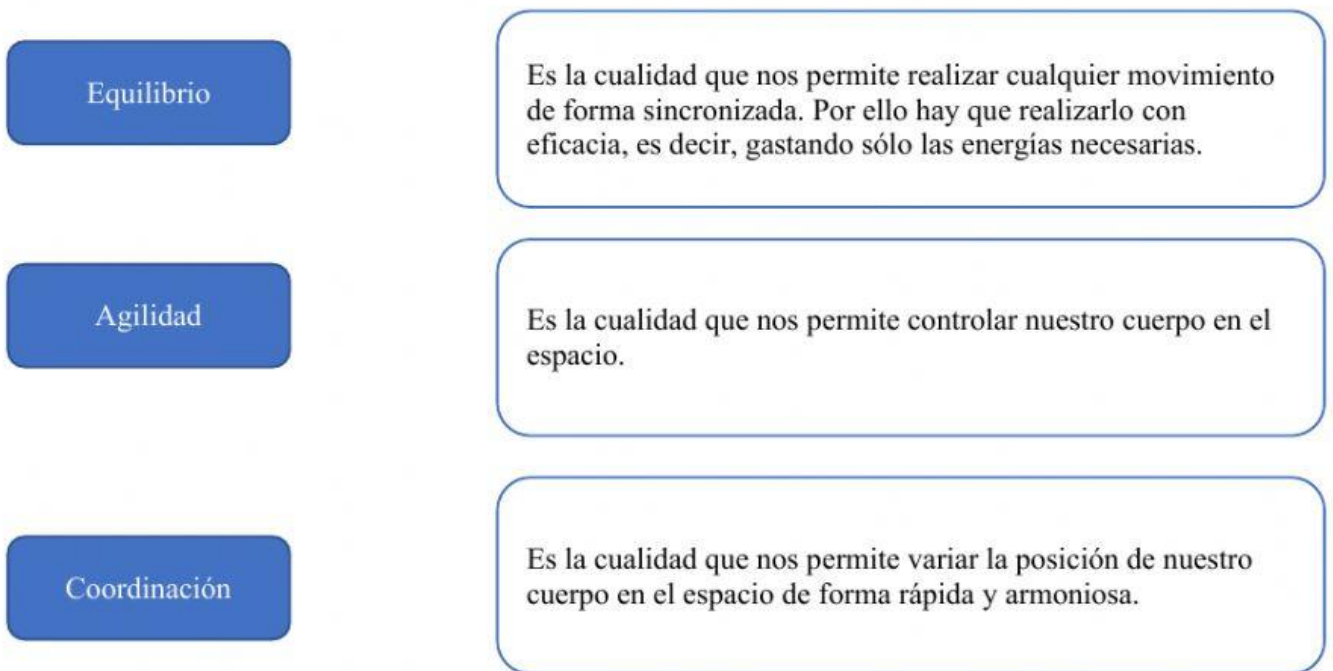 Equilibrio
Es la cualidad que nos permite realizar cualquier movimiento
de forma sincronizada. Por ello hay que realizarlo con
eficacia, es decir, gastando sólo las energías necesarias.
Agilidad
Es la cualidad que nos permite controlar nuestro cuerpo en el
espacio.
Coordinación
Es la cualidad que nos permite variar la posición de nuestro
cuerpo en el espacio de forma rápida y armoniosa.